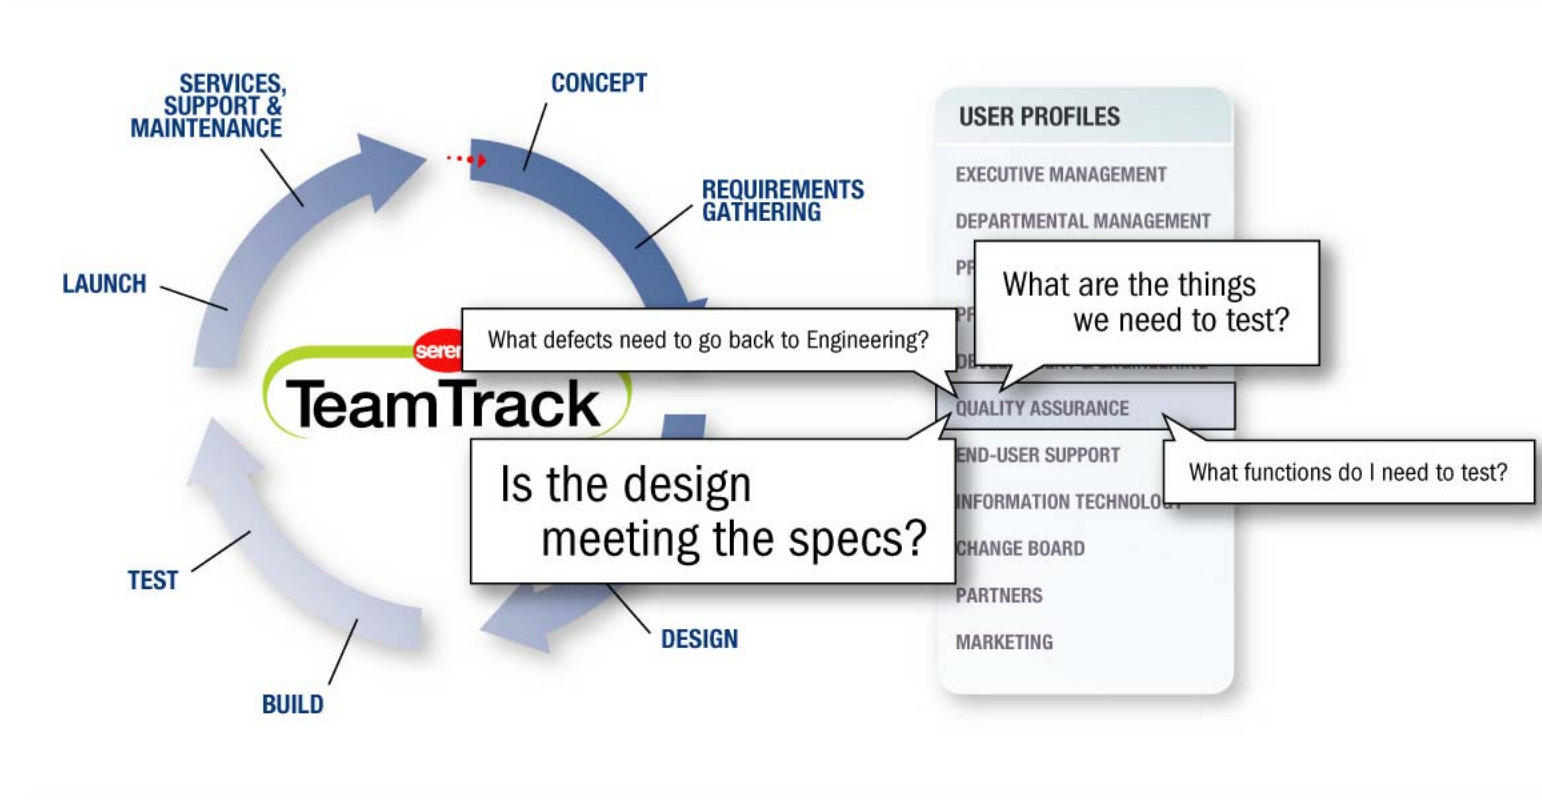 SERVICES,
SUPPORT &
MAINTENANCE
CONCEPT
REQUIREMENTS
GATHERING
LAUNCH
TeamTrack
TEST
BUILD
DESIGN
USER PROFILES
EXECUTIVE MANAGEMENT
DEPARTMENTAL MANAGEMENT
What are the things
we need to test?
What defects need to go back to Engineering?
QUALITY ASSURANCE
Is the design
meeting the specs?
What functions do I need to test?
END-USER SUPPORT
INFORMATION
CHANGE BOARD
PARTNERS
MARKETING